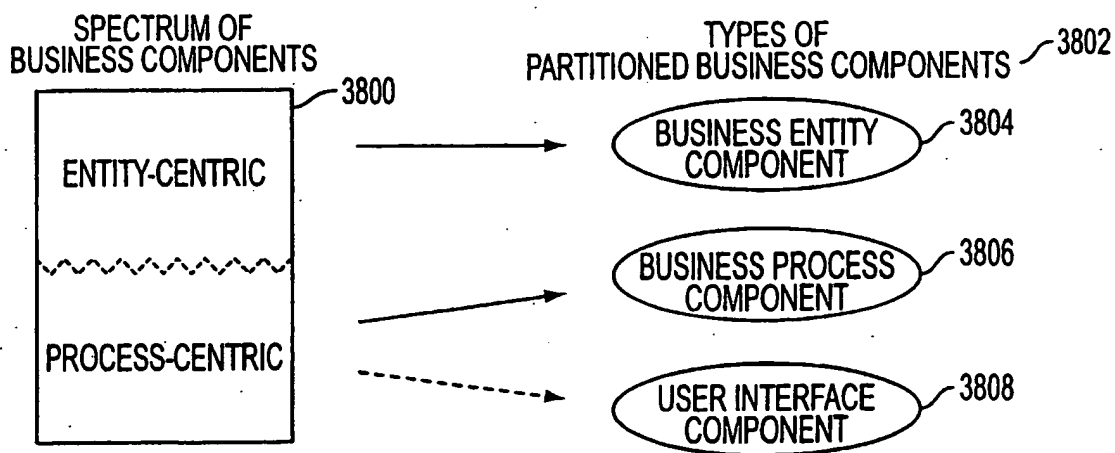 SPECTRUM OF
BUSINESS COMPONENTS
3800
ENTITY-CENTRIC
PROCESS-CENTRIC
TYPES OF
PARTITIONED BUSINESS COMPONENTS
3802
BUSINESS ENTITY
COMPONENT
3804
BUSINESS PROCESS
COMPONENT
3806
USER INTERFACE
COMPONENT
3808